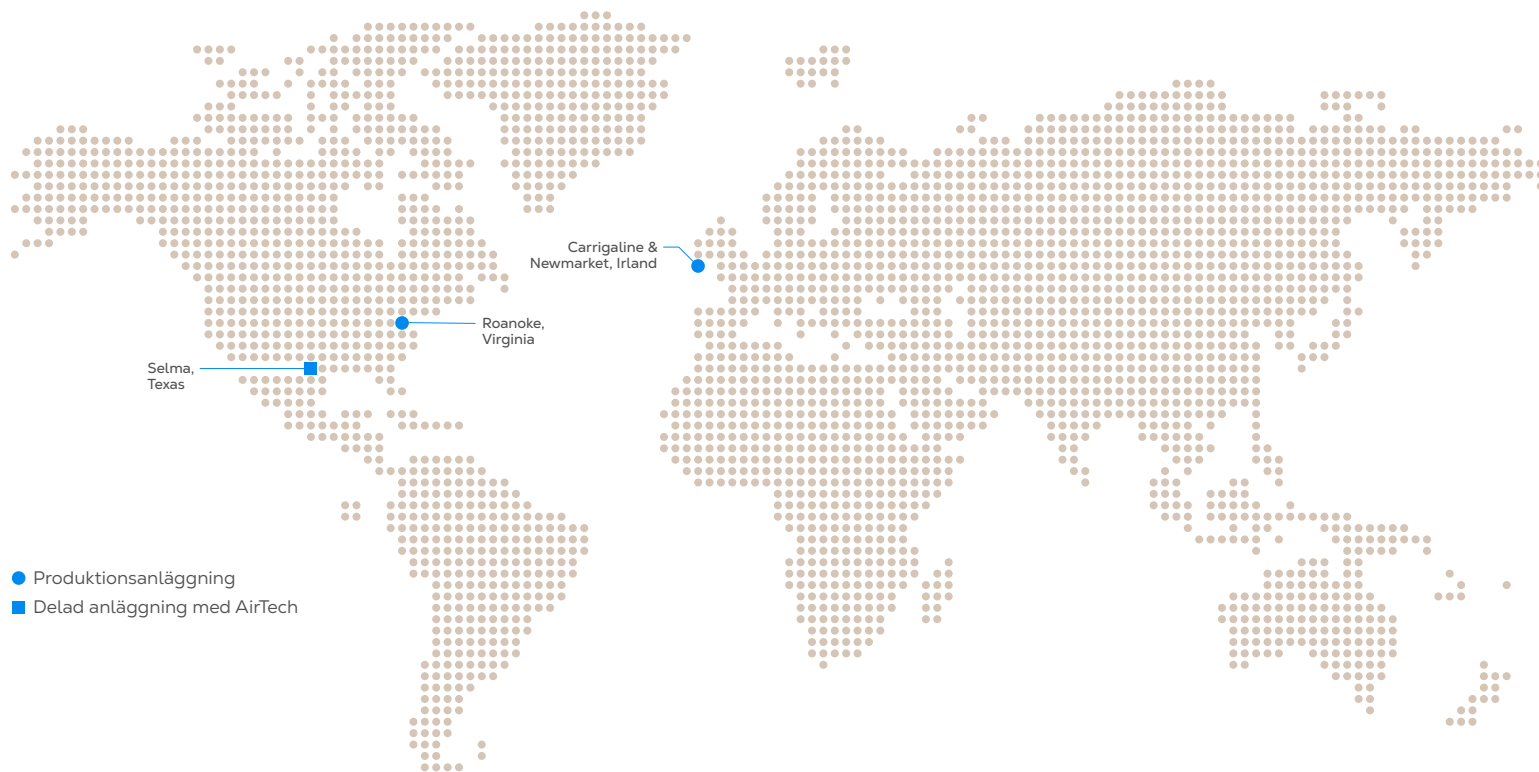 Carrigaline &
Newmarket, Irland
Roanoke,
Virginia
Selma,
Texas
Produktionsanläggning
Delad anläggning med AirTech